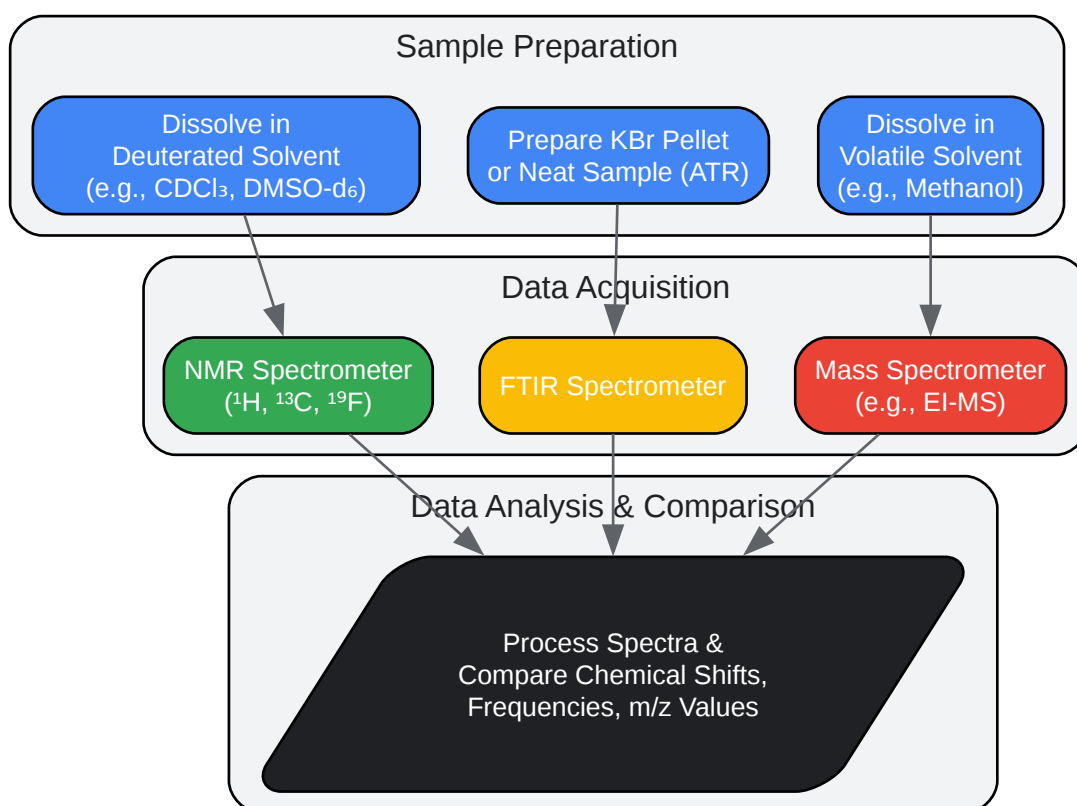 Sample Preparation
Dissolve in
Deuterated Solvent
(e.g., CDCl₃, DMSO-d₆)
Prepare KBr Pellet
or Neat Sample (ATR)
Dissolve in
Volatile Solvent
(e.g., Methanol)
Data Acquisition
NMR Spectrometer
(¹H, ¹³C, ¹⁹F)
FTIR Spectrometer
Mass Spectrometer
(e.g., EI-MS)
Data Analysis & Comparison
Process Spectra &
Compare Chemical Shifts,
Frequencies, m/z Values